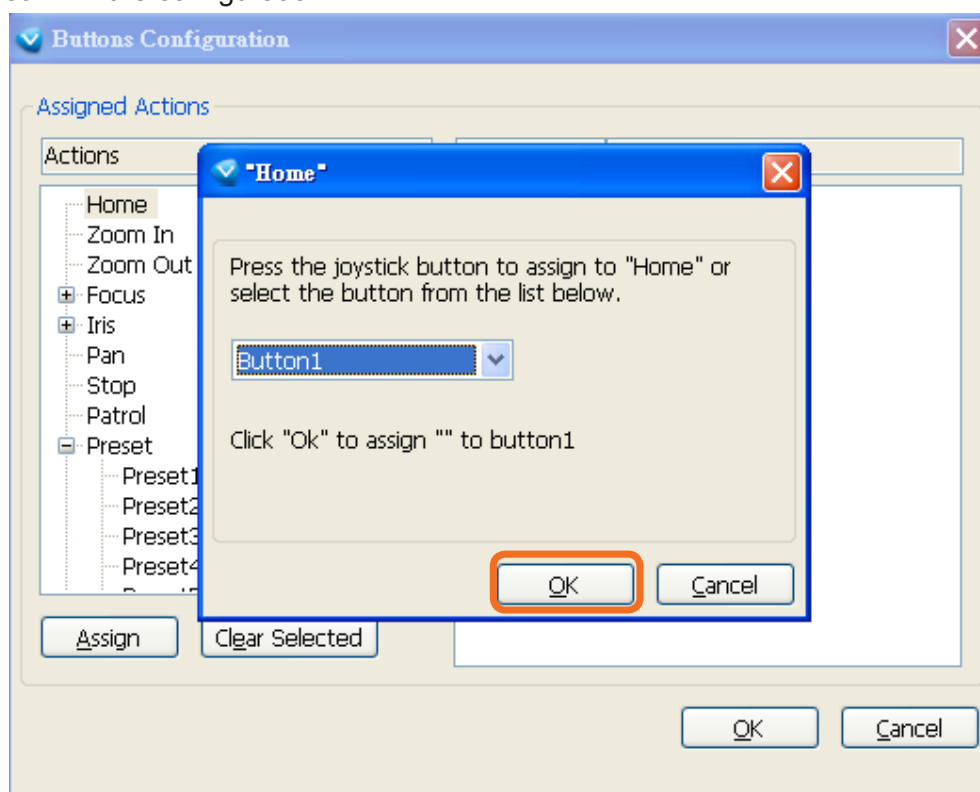 Buttons Configuration
Assigned Actions
Actions
"Home"
Home
Zoom In
Zoom Out
Focus
Iris
Pan
Stop
Patrol
Preset
Preset1
Preset2
Preset3
Preset4
Press the joystick button to assign to "Home" or
select the button from the list below.
Button1
Click "Ok" to assign "" to button1
OK Cancel
Assign Clear Selected
OK Cancel